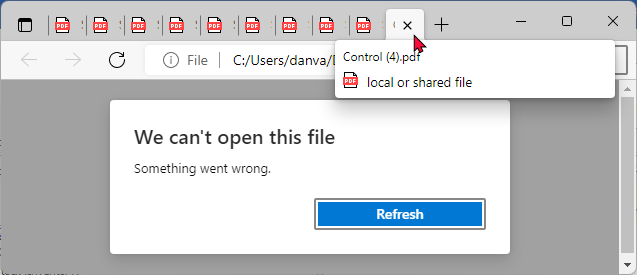 PDF PDF PDF PDF PDF PDF PDF PDF PDF
File C:/Users/danva/
Control (4).pdf
PDF local or shared file
We can't open this file
Something went wrong.
Refresh